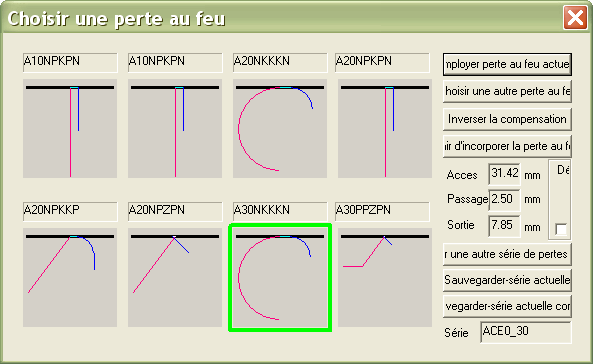 Choisir une perte au feu
A10NPKPN A10NPKPN A20NKKKN A20NPKPN
mployer perte au feu actue
hoisir une autre perte au fe
Inverser la compensation
ir d'incorporer la perte au fe
Acces 31.42 mm
Dé
Passage 2.50 mm
Sortie 7.85 mm
A20NPKKP A20NPZPN A30NKKKN A30PPZPN
r une autre série de pertes
Sauvegarder-série actuelle
vegarder-série actuelle cor
Série ACE0_30